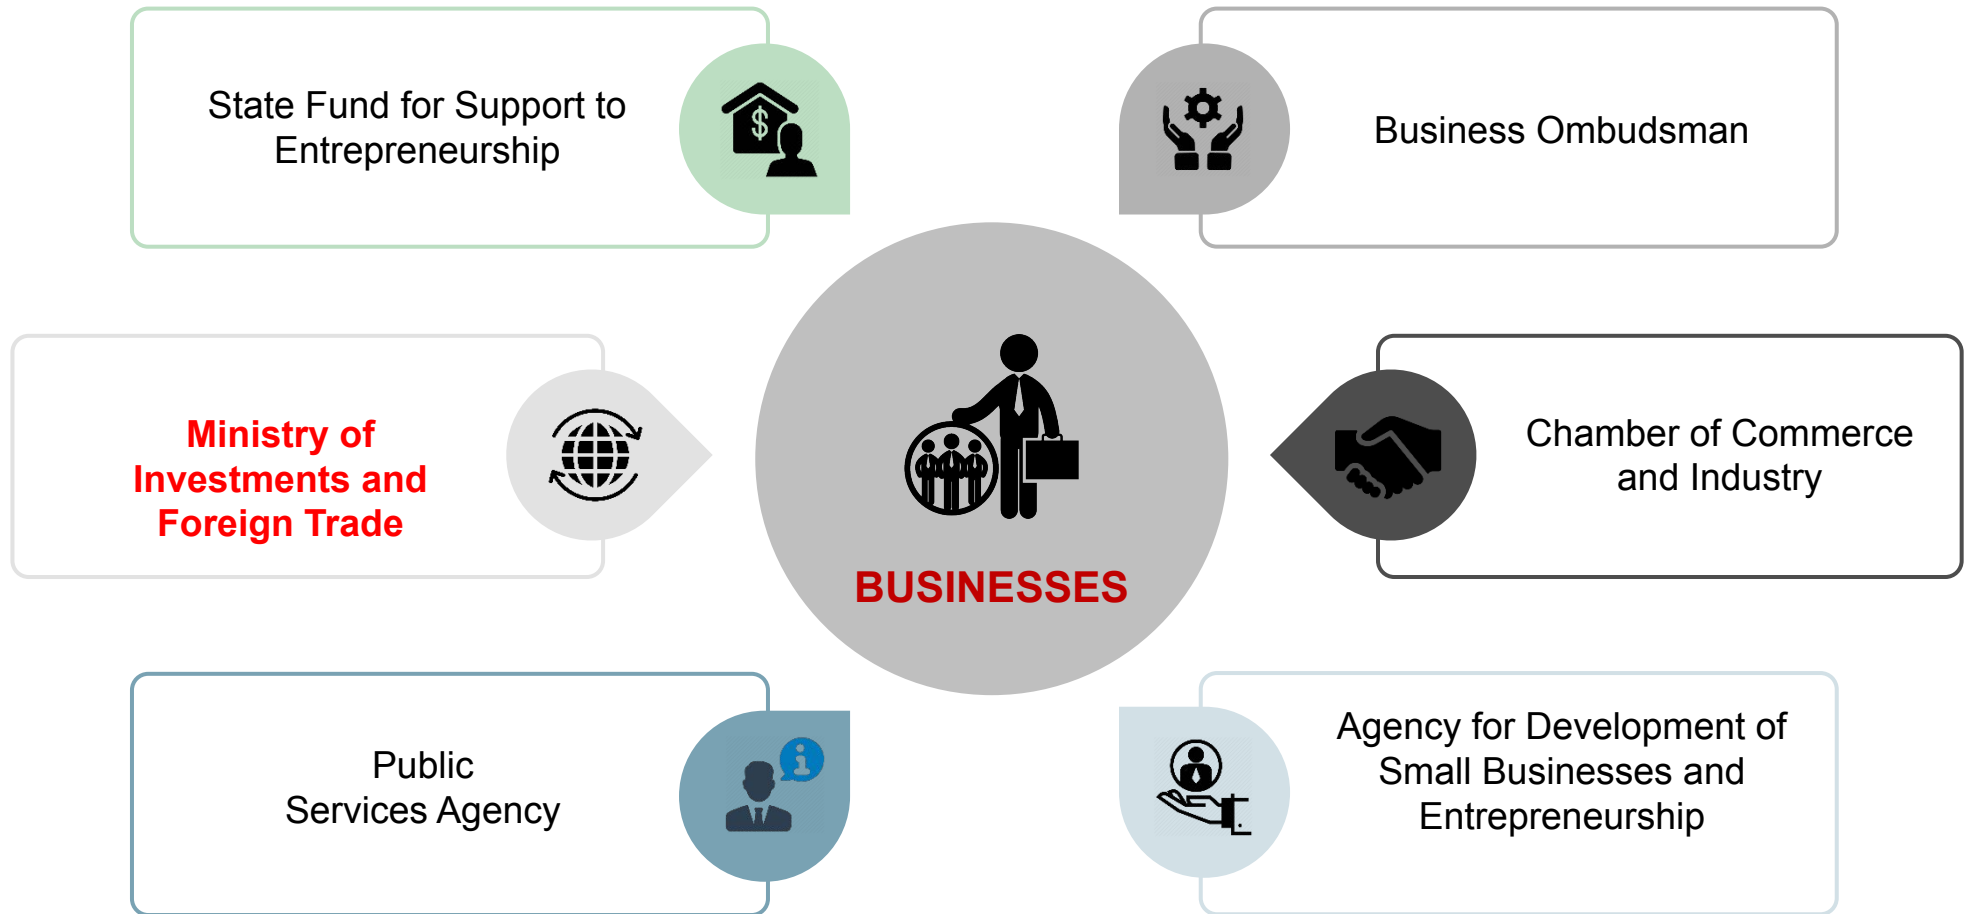 State Fund for Support to
Entrepreneurship
Business Ombudsman
Ministry of
Investments and
Foreign Trade
BUSINESSES
Chamber of Commerce
and Industry
Public
Services Agency
Agency for Development of
Small Businesses and
Entrepreneurship